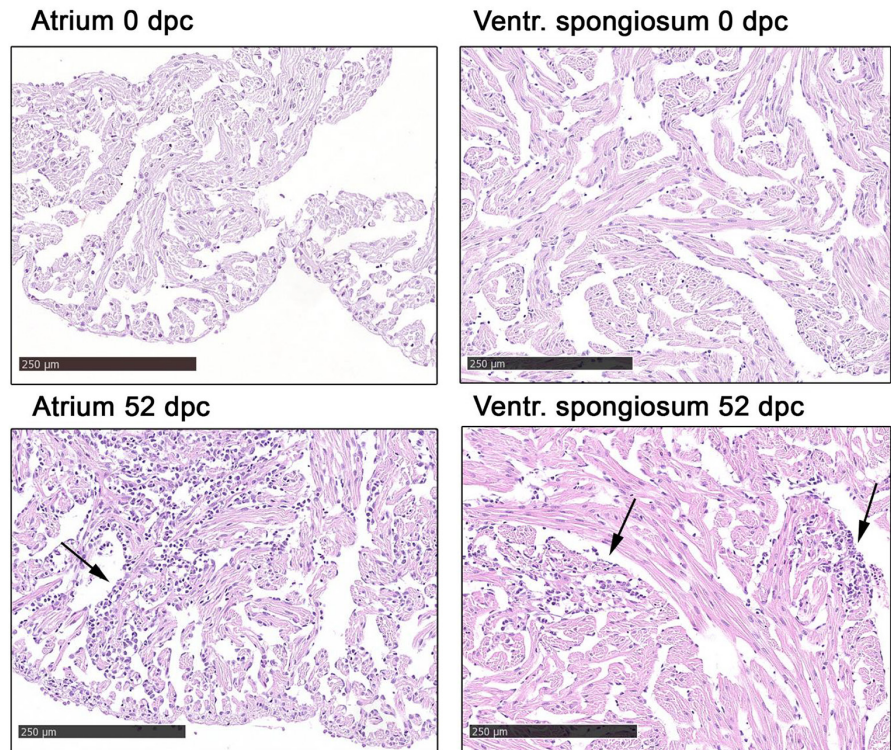 Atrium 0 dpc
Ventr. spongiosum 0 dpc
250 µm
250 µm
Atrium 52 dpc
Ventr. spongiosum 52 dpc
250 µm
250 µm